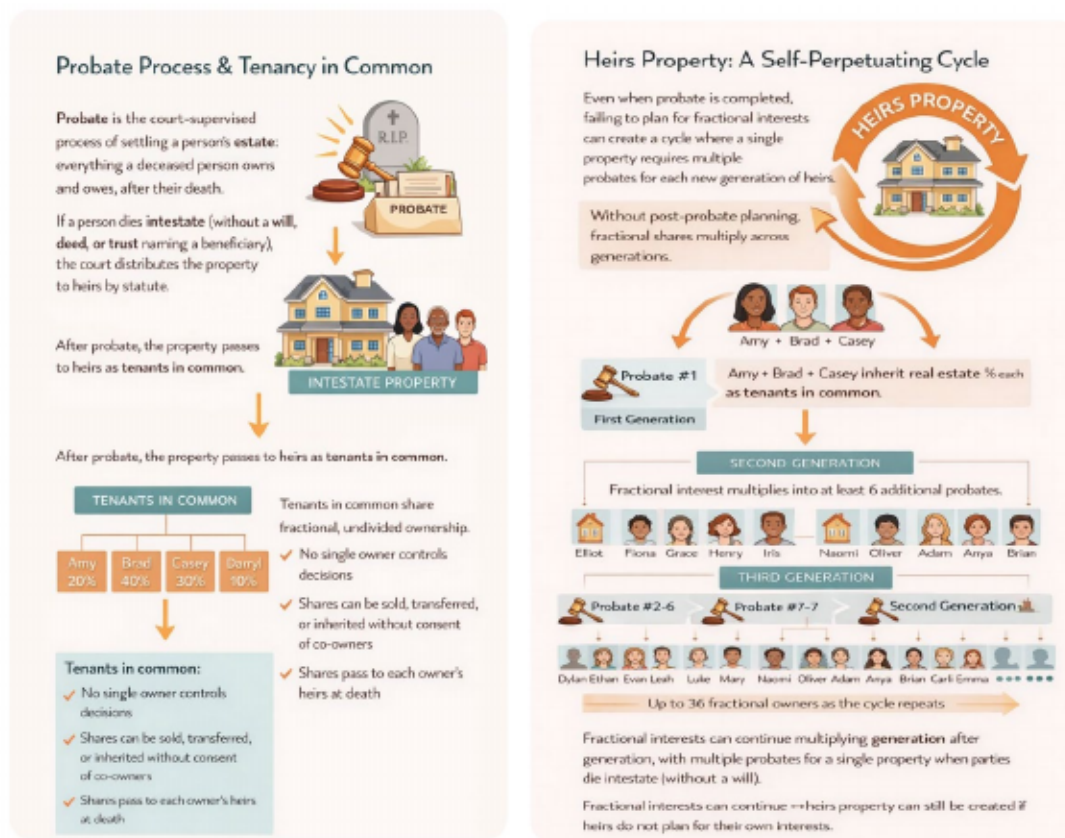 Probate Process & Tenancy in Common
Probate is the court-supervised
process of settling a person's estate:
everything a deceased person owns
and owes, after their death.
R.I.P.
PROBATE
If a person dies intestate (without a will,
deed, or trust naming a beneficiary),
the court distributes the property
to heirs by statute.
After probate, the property passes
to heirs as tenants in common.
INTESTATE PROPERTY
After probate, the property passes to heirs as tenants in common.
TENANTS IN COMMON
Amy
20%
Brad
40%
Casey
30%
Darryl
10%
Tenants in common share
fractional, undivided ownership.
✓ No single owner controls
decisions
✓ Shares can be sold, transferred,
or inherited without consent
of co-owners
✓ Shares pass to each owner's
heirs at death
Tenants in common:
✓ No single owner controls
decisions
✓ Shares can be sold, transferred,
or inherited without consent
of co-owners
✓ Shares pass to each owner's heirs
at death
Heirs Property: A Self-Perpetuating Cycle
Even when probate is completed,
failing to plan for fractional interests
can create a cycle where a single
property requires multiple
probates for each new generation of heirs.
HEIRS PROPERTY
Without post-probate planning,
fractional shares multiply across
generations.
Amy + Brad + Casey
Probate #1
First Generation
Amy + Brad + Casey inherit real estate % each
as tenants in common.
SECOND GENERATION
Fractional interest multiplies into at least 6 additional probates.
Elliot Fiona Grace Henry Iris Naomi Oliver Adam Anya Brian
THIRD GENERATION
Probate #2-6
Probate #7-7
Second Generation
Dylan Ethan Evan Leah Luke Mary Naomi Oliver Adam Anya Brian Carli Emma
Up to 36 fractional owners as the cycle repeats
Fractional interests can continue multiplying generation after
generation, with multiple probates for a single property when parties
die intestate (without a will).
Fractional interests can continue heirs property can still be created if
heirs do not plan for their own interests.